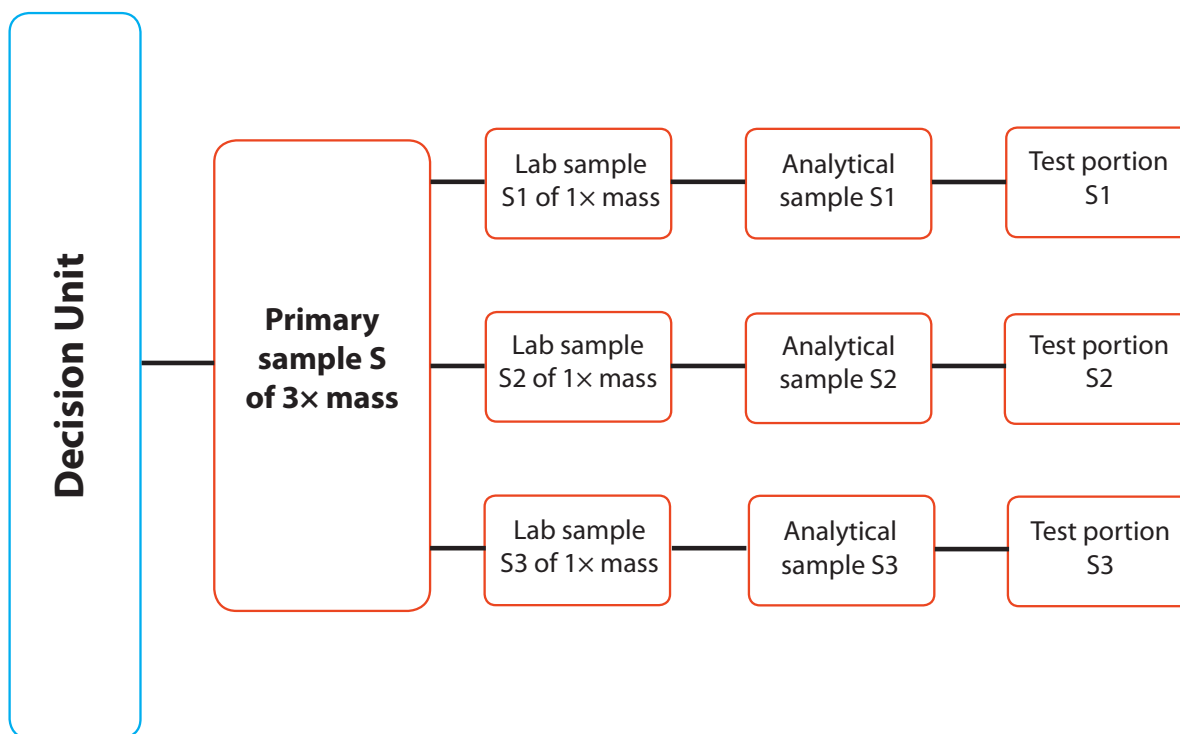 Decision Unit
Primary
sample S
of 3× mass
Lab sample
S1 of 1× mass
Analytical
sample S1
Test portion
S1
Lab sample
S2 of 1× mass
Analytical
sample S2
Test portion
S2
Lab sample
S3 of 1× mass
Analytical
sample S3
Test portion
S3